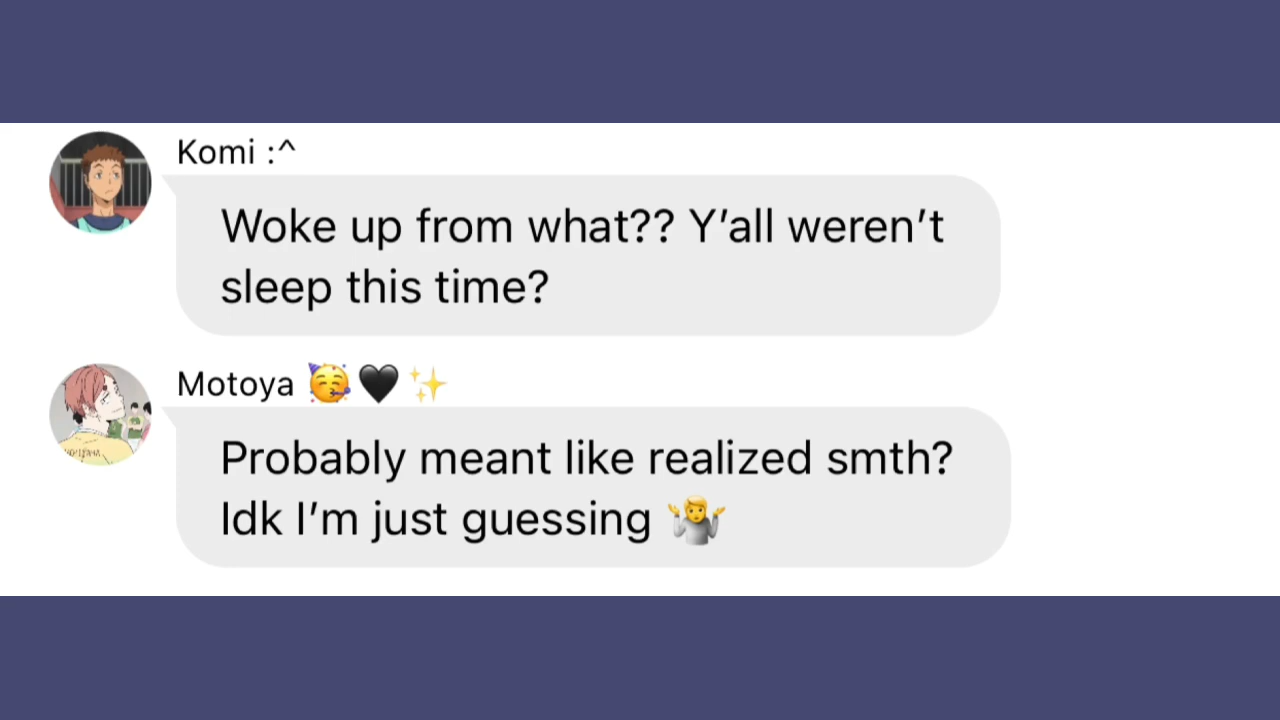 Komi :^
Woke up from what?? Y’all weren’t
sleep this time?
Motoya 🥳🖤✨
Probably meant like realized smth?
Idk I’m just guessing 🤷